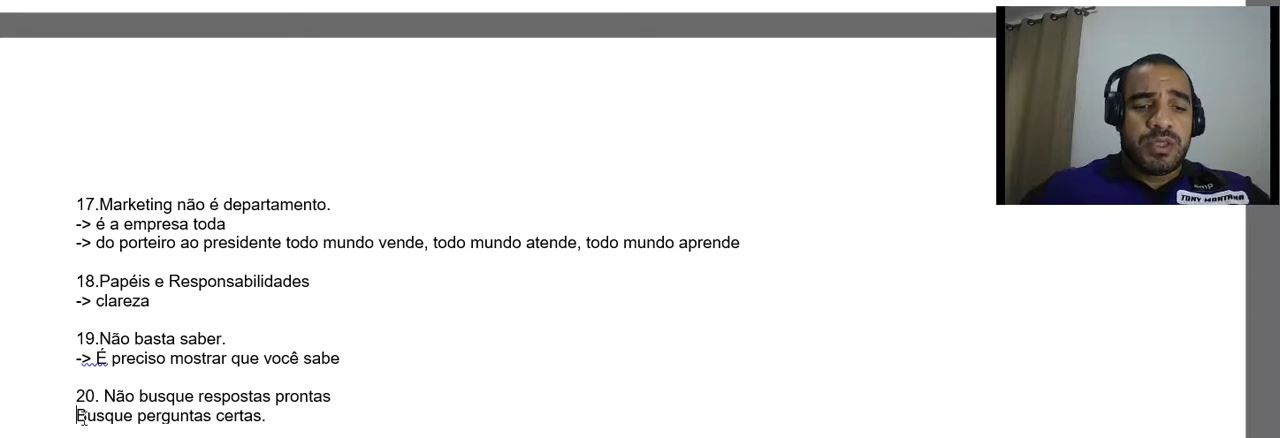 17.Marketing não é departamento.
-> é a empresa toda
-> do porteiro ao presidente todo mundo vende, todo mundo atende, todo mundo aprende
18.Papéis e Responsabilidades
-> clareza
19.Não basta saber.
-> É preciso mostrar que você sabe
20. Não busque respostas prontas
Busque perguntas certas.
TONY MONTANA